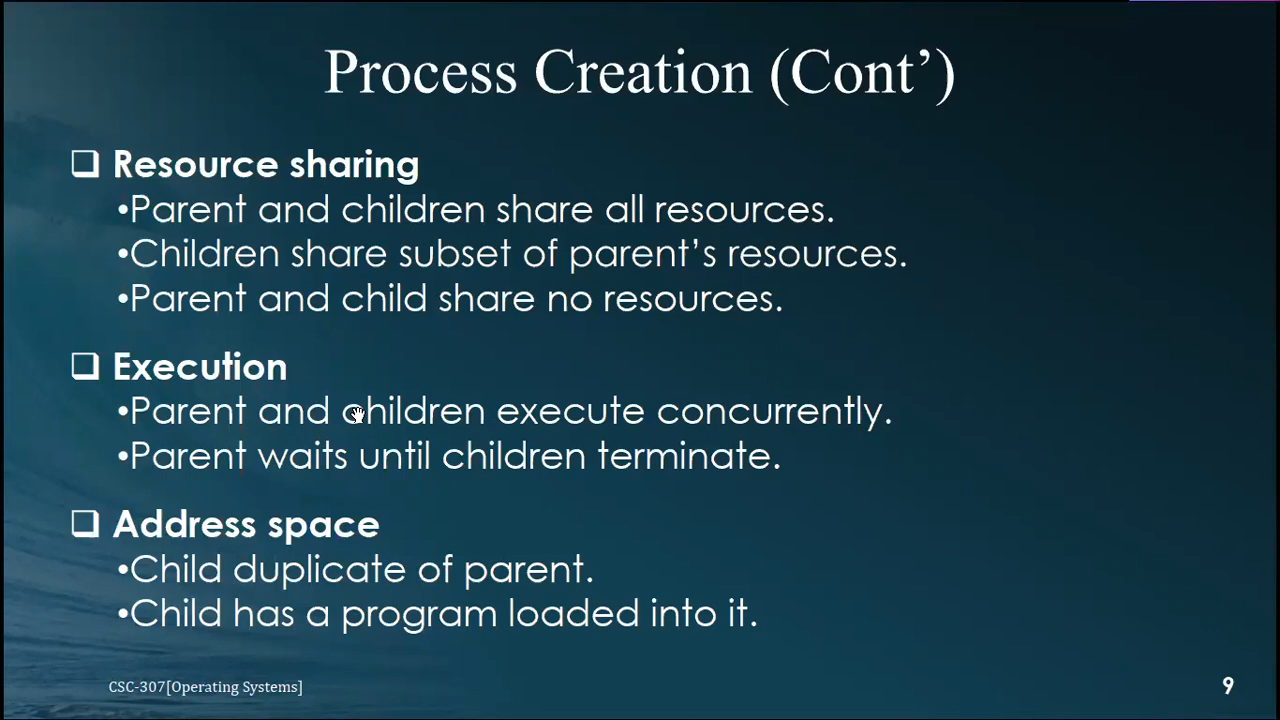 Process Creation (Cont’)
❑ Resource sharing
•Parent and children share all resources.
•Children share subset of parent’s resources.
•Parent and child share no resources.
❑ Execution
•Parent and children execute concurrently.
•Parent waits until children terminate.
❑ Address space
•Child duplicate of parent.
•Child has a program loaded into it.
CSC-307[Operating Systems]
9